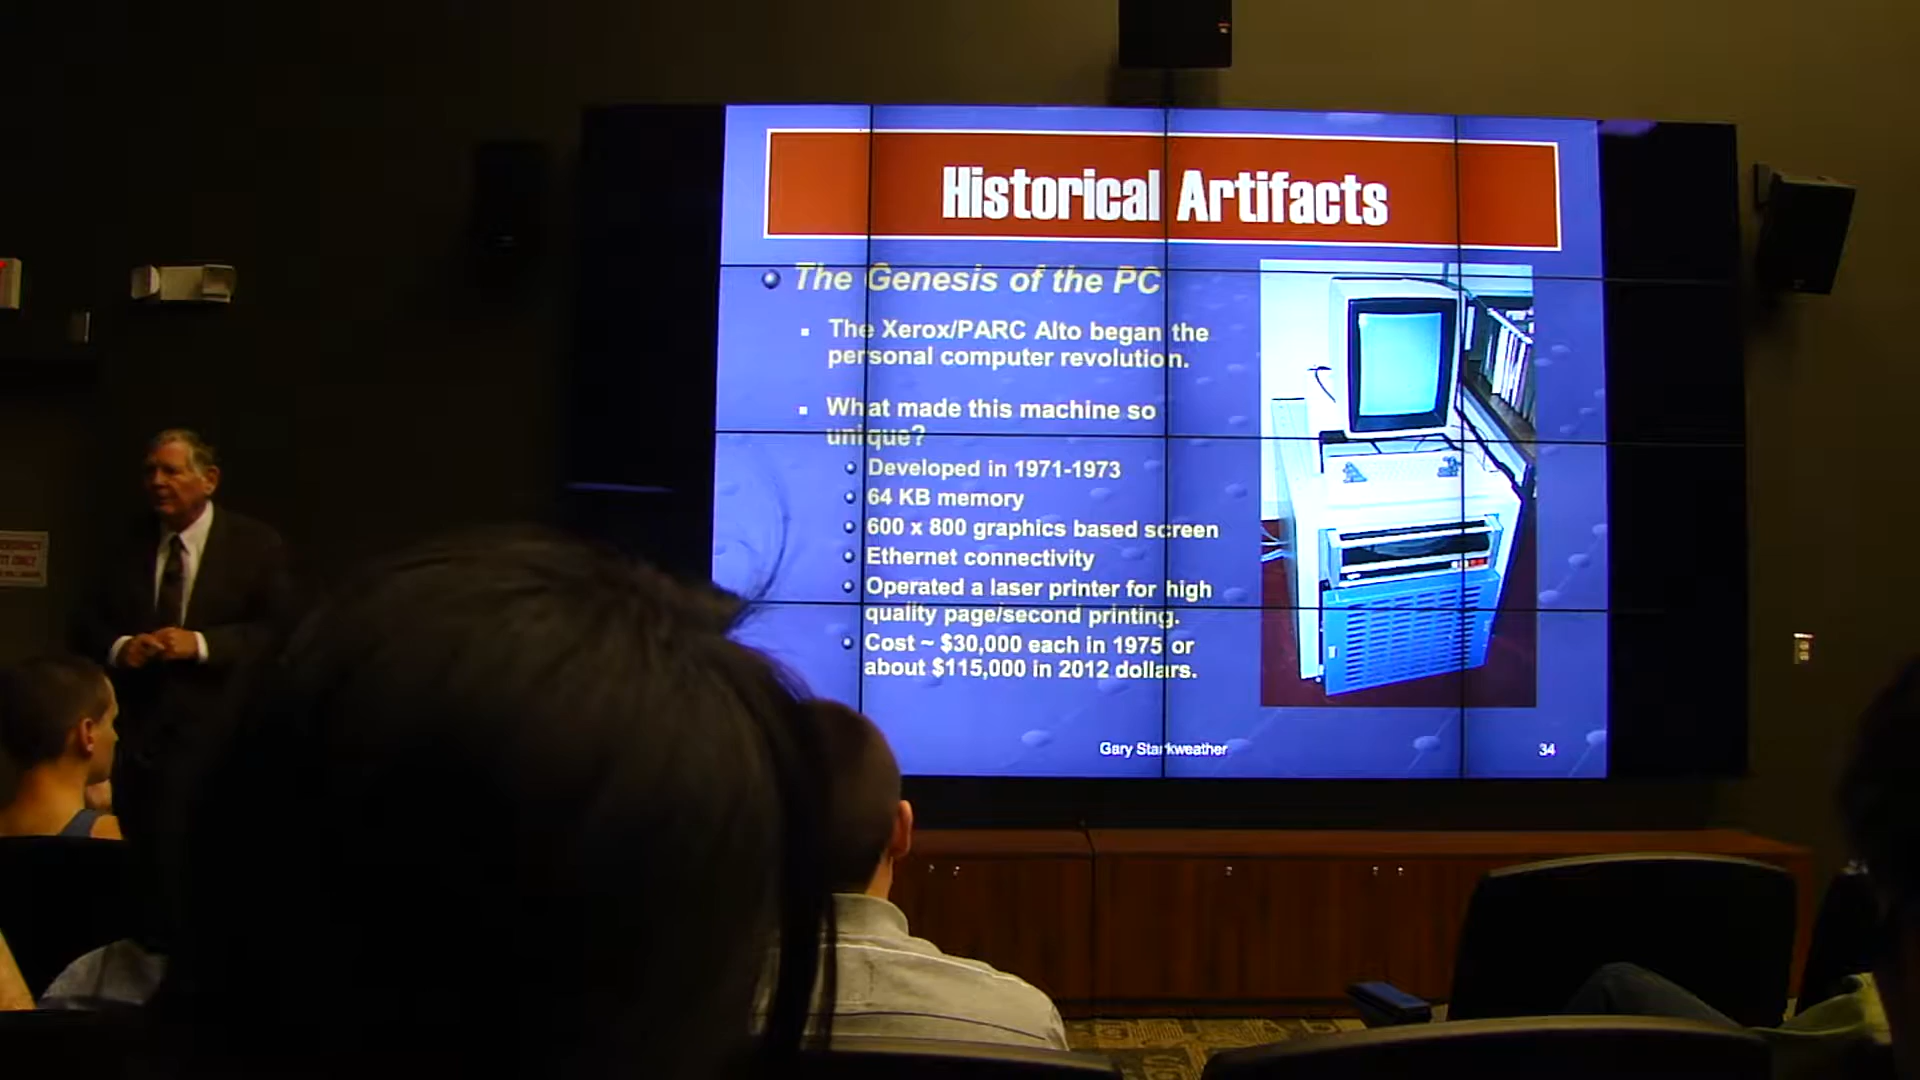 Historical Artifacts
The Genesis of the PC
The Xerox/PARC Alto began the
personal computer revolution.
What made this machine so
unique?
Developed in 1971-1973
64 KB memory
600 x 800 graphics based screen
Ethernet connectivity
Operated a laser printer for high
quality page/second printing.
Cost ~ $30,000 each in 1975 or
about $115,000 in 2012 dollars.
Gary Starkweather
34